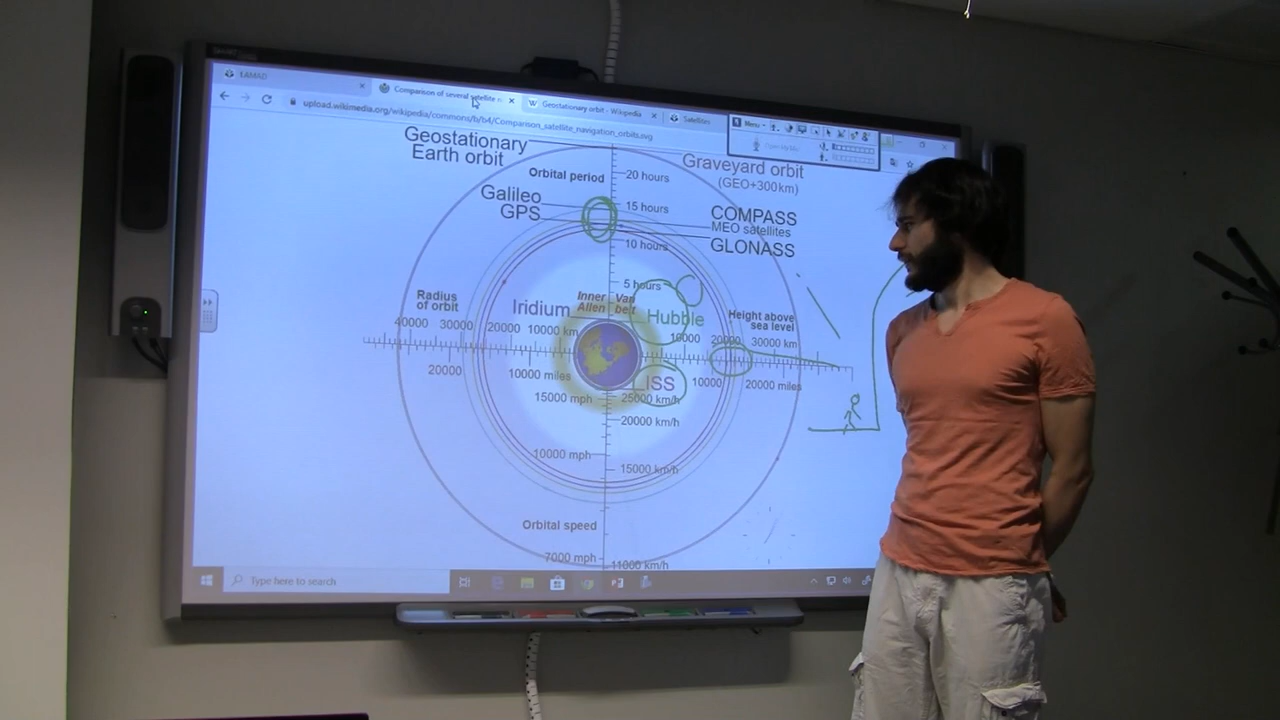 LAMAD
Comparison of several satellite n
Geostationary orbit - Wikipedia
Satellites
upload.wikimedia.org/wikipedia/commons/b/b4/Comparison_satellite_navigation_orbits.svg
Menu
Geostationary
Earth orbit
Graveyard orbit
(GEO+300km)
Orbital period
20 hours
Galileo
GPS
15 hours
COMPASS
MEO satellites
GLONASS
10 hours
5 hours
Radius
of orbit
Iridium
Inner Van
Allen belt
Hubble
Height above
sea level
40000 30000 20000 10000 km
10000 20000 30000 km
20000 10000 miles
ISS
10000 20000 miles
15000 mph
25000 km/h
20000 km/h
10000 mph
15000 km/h
Orbital speed
7000 mph
11000 km/h
Type here to search